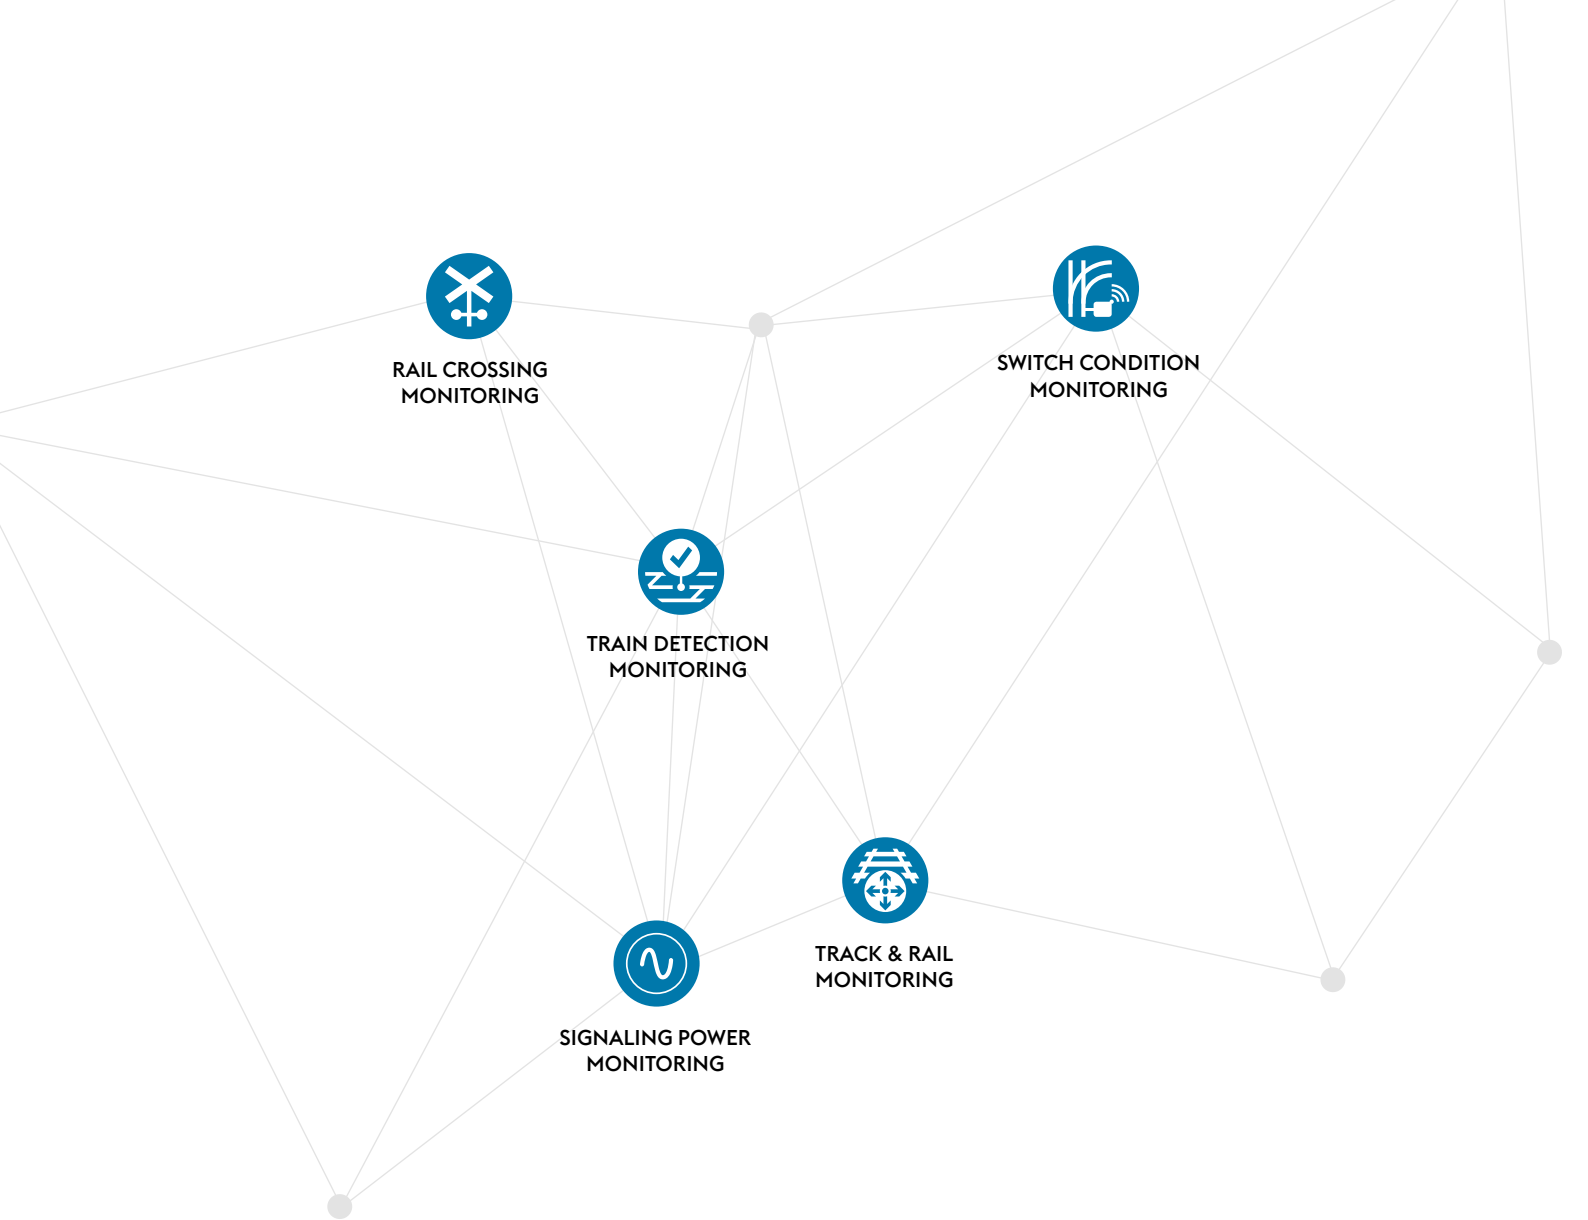 RAIL CROSSING
MONITORING
SWITCH CONDITION
MONITORING
TRAIN DETECTION
MONITORING
TRACK & RAIL
MONITORING
SIGNALING POWER
MONITORING